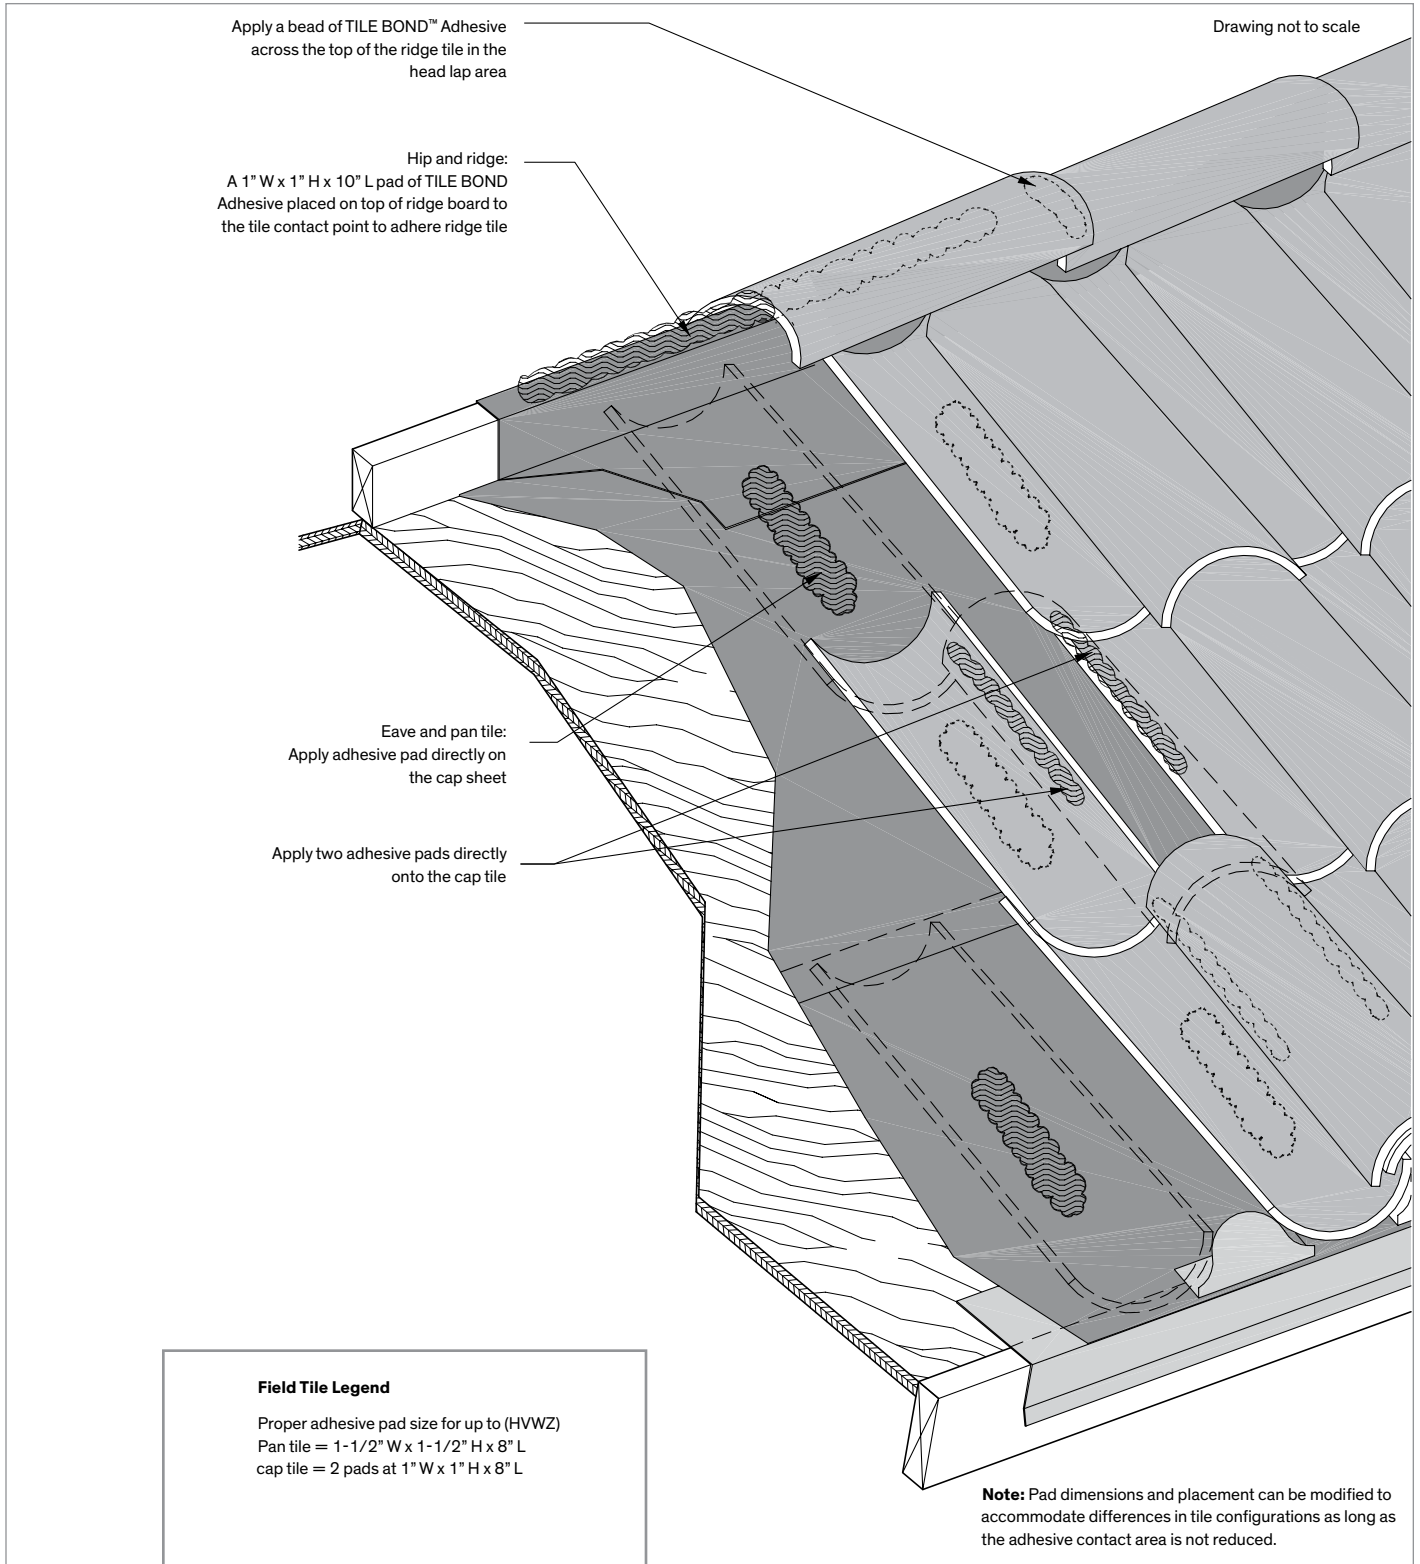 Apply a bead of TILE BOND™ Adhesive
across the top of the ridge tile in the
head lap area
Drawing not to scale
Hip and ridge:
A 1” W x 1” H x 10” L pad of TILE BOND
Adhesive placed on top of ridge board to
the tile contact point to adhere ridge tile
Eave and pan tile:
Apply adhesive pad directly on
the cap sheet
Apply two adhesive pads directly
onto the cap tile
Field Tile Legend
Proper adhesive pad size for up to (HVWZ)
Pan tile = 1-1/2” W x 1-1/2” H x 8” L
cap tile = 2 pads at 1” W x 1” H x 8” L
Note: Pad dimensions and placement can be modified to
accommodate differences in tile configurations as long as
the adhesive contact area is not reduced.